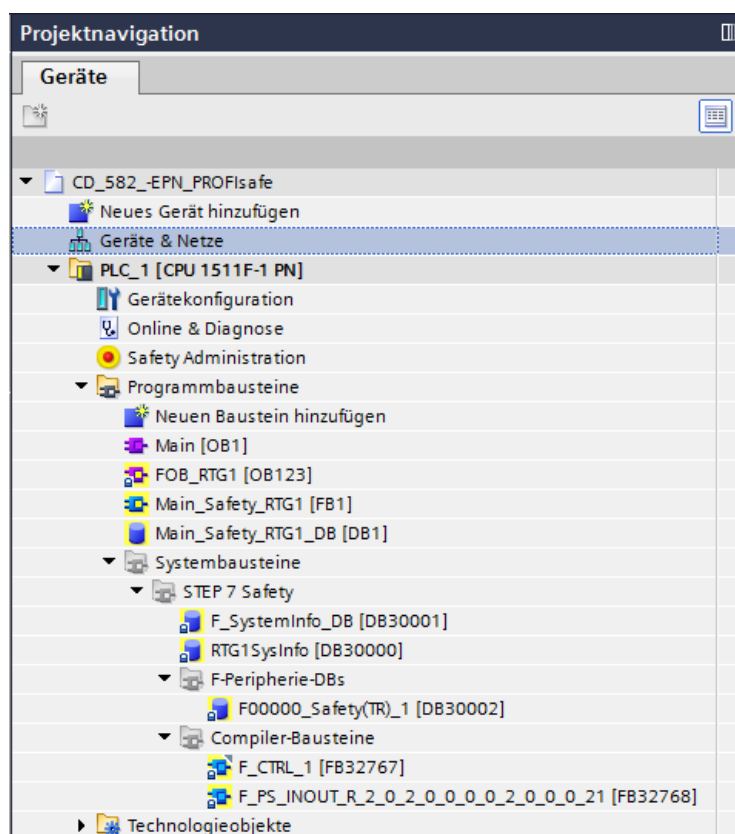 Projektnavigation
Geräte
CD_582_-EPN_PROFIsafe
Neues Gerät hinzufügen
Geräte & Netze
PLC_1 [CPU 1511F-1 PN]
Gerätekonfiguration
Online & Diagnose
Safety Administration
Programmbausteine
Neuen Baustein hinzufügen
Main [OB1]
FOB_RTG1 [OB123]
Main_Safety_RTG1 [FB1]
Main_Safety_RTG1_DB [DB1]
Systembausteine
STEP 7 Safety
F_SystemInfo_DB [DB30001]
RTG1SysInfo [DB30000]
F-Peripherie-DBs
F00000_Safety(TR)_1 [DB30002]
Compiler-Bausteine
F_CTRL_1 [FB32767]
F_PS_INOUT_R_2_0_2_0_0_0_0_2_0_0_0_21 [FB32768]
Technologieobjekte